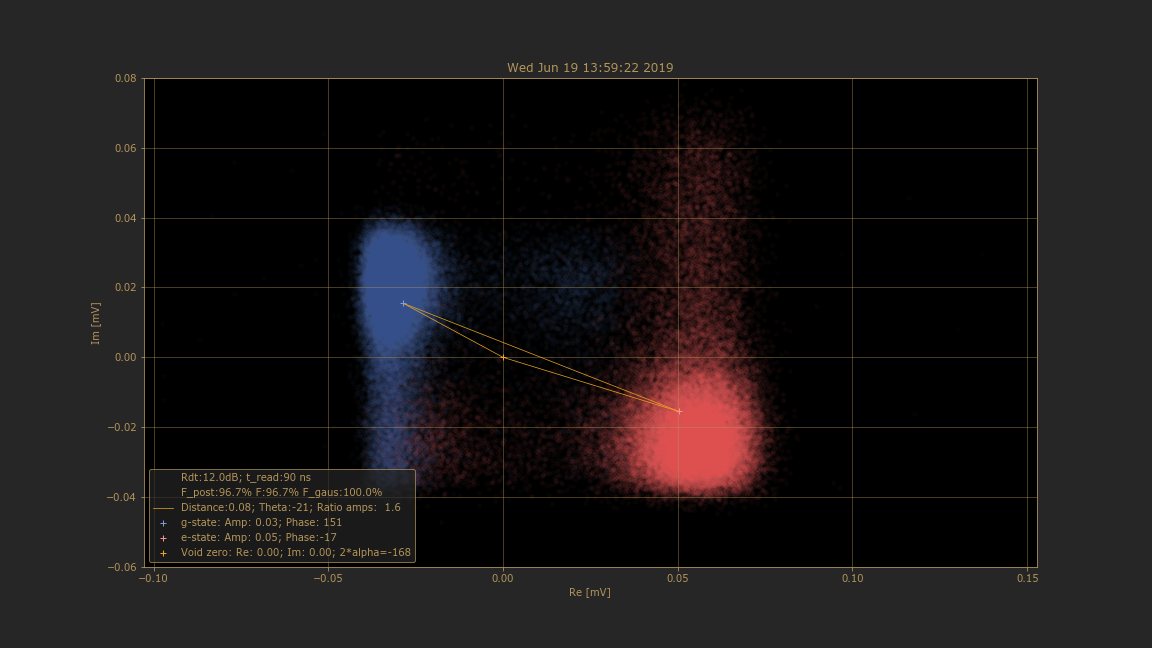 Wed Jun 19 13:59:22 2019
0.08
0.06
0.04
0.02
0.00
−0.02
−0.04
−0.06
Im [mV]
Rdt:12.0dB; t_read:90 ns
F_post:96.7% F:96.7% F_gaus:100.0%
Distance:0.08; Theta:-21; Ratio amps:  1.6
g-state: Amp: 0.03; Phase: 151
e-state: Amp: 0.05; Phase:-17
Void zero: Re: 0.00; Im: 0.00; 2*alpha=-168
−0.10 −0.05 0.00 0.05 0.10 0.15
Re [mV]